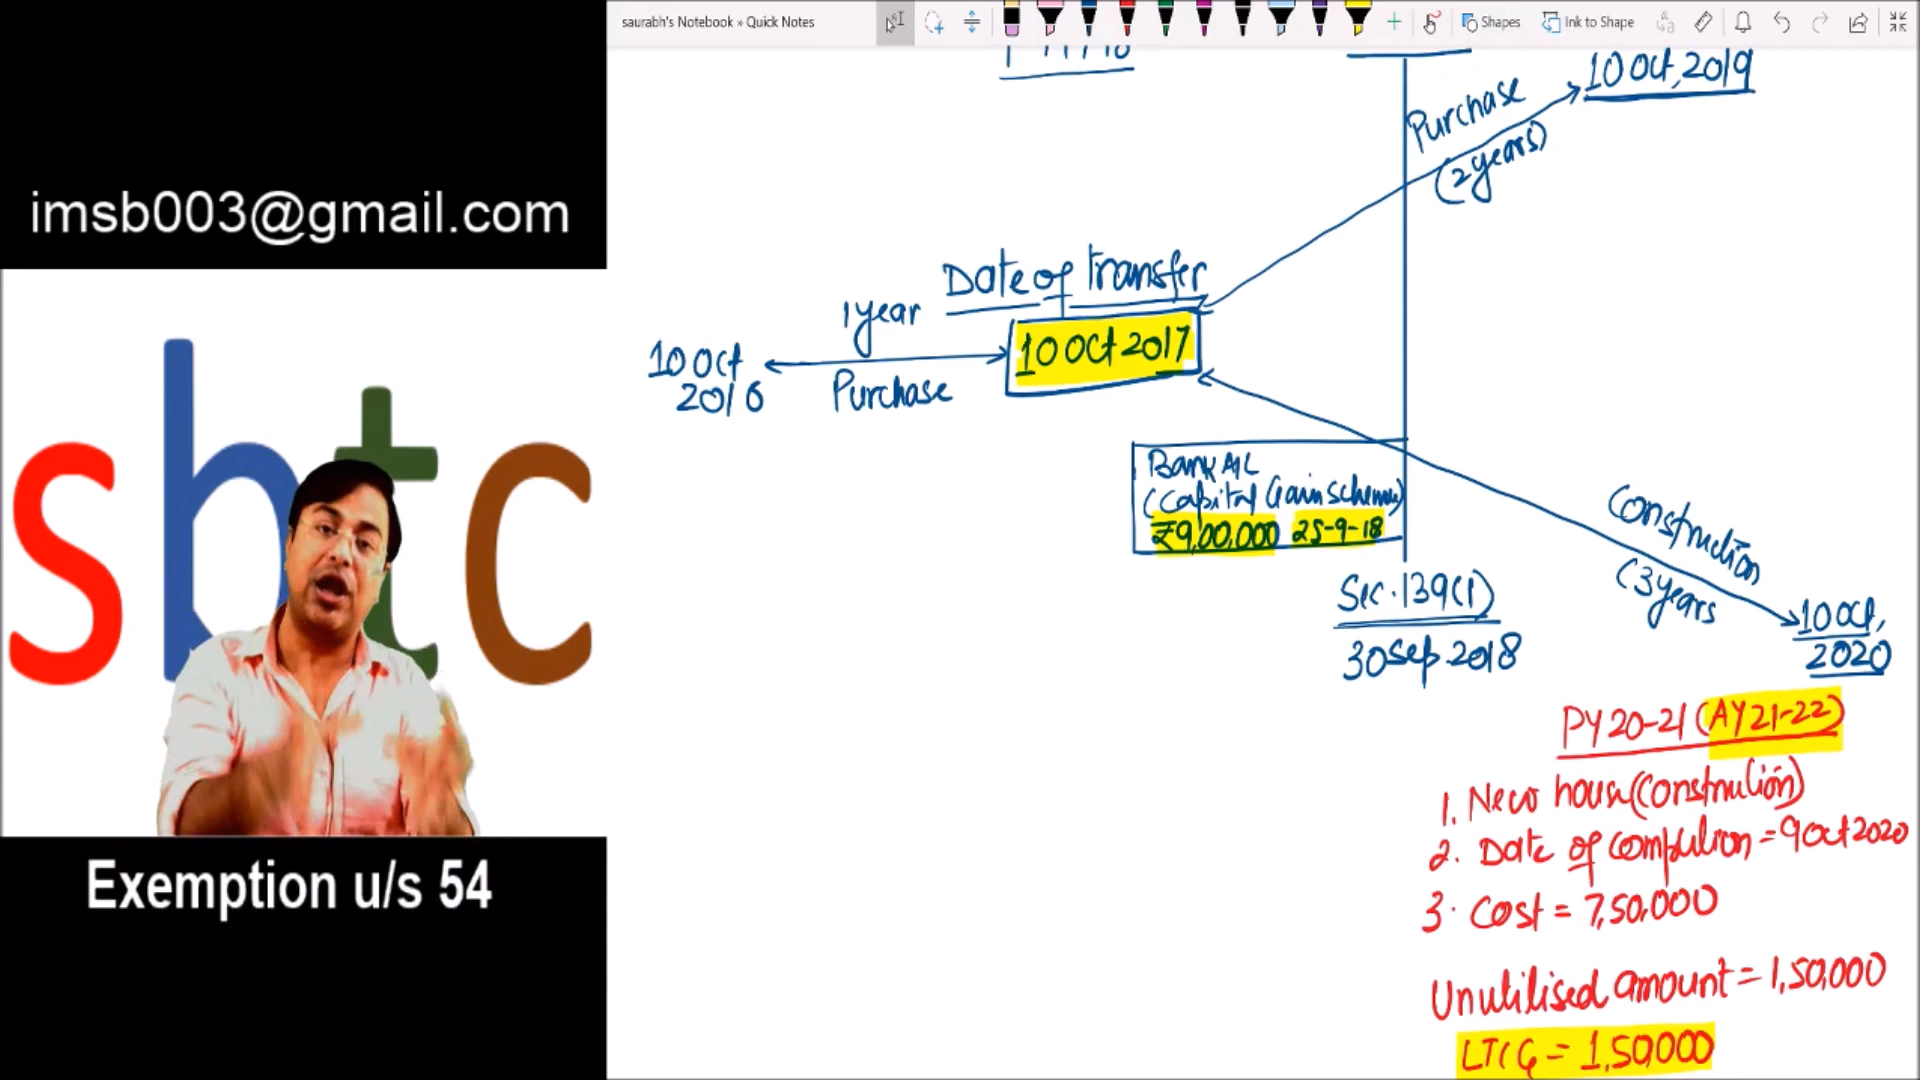 saurabh's Notebook » Quick Notes
Shapes
Ink to Shape
imsb003@gmail.com
sbtc
Exemption u/s 54
10 Oct, 2019
Purchase
(2 years)
Date of transfer
10 Oct 2017
1 year
Purchase
10 Oct
2016
Bank A/c
(Capital Gain Scheme)
₹9,00,000 25-9-18
Sec. 139(1)
30 Sep 2018
Construction
(3 years
10 Oct,
2020
PY 20-21 (AY 21-22)
1. New house (Construction)
2. Date of completion = 9 Oct 2020
3. Cost = 7,50,000
Unutilised amount = 1,50,000
LTCG = 1,50,000